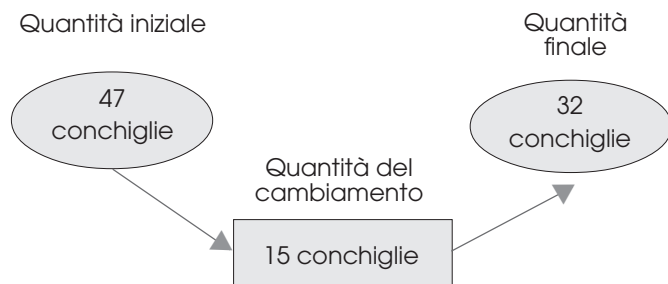 Quantità iniziale
47
conchiglie
Quantità del
cambiamento
15 conchiglie
Quantità
finale
32
conchiglie